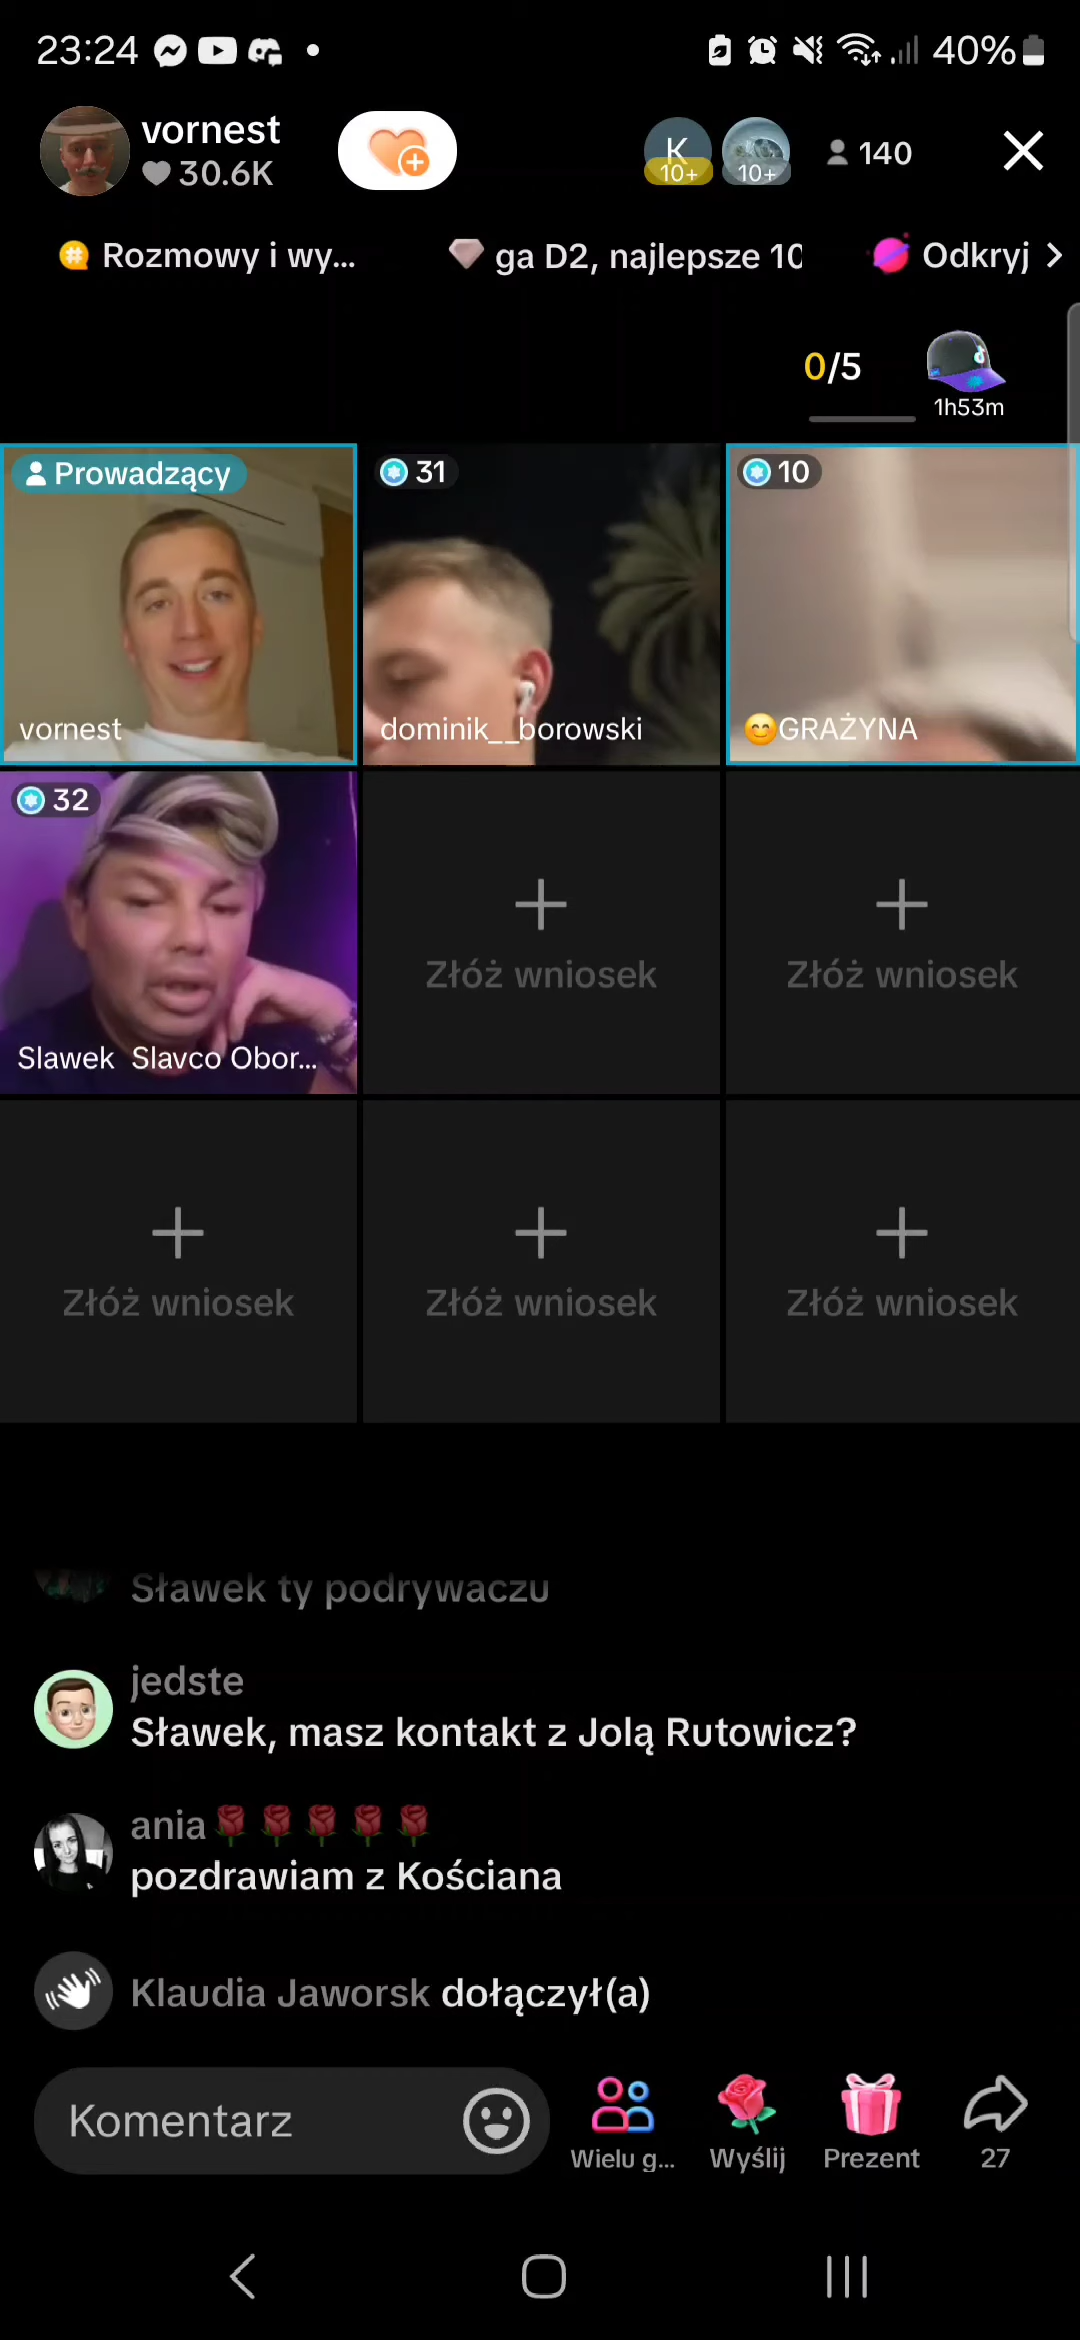 23:24
40%
vornest
30.6K
K
10+
10+
140
Rozmowy i wy...
ga D2, najlepsze 10
Odkryj
0/5
1h53m
Prowadzący
31
10
vornest
dominik__borowski
😊GRAŻYNA
32
Slawek Slavco Obor...
Złóż wniosek
Złóż wniosek
Złóż wniosek
Złóż wniosek
Złóż wniosek
Sławek ty podrywaczu
jedste
Sławek, masz kontakt z Jolą Rutowicz?
ania🌹🌹🌹🌹🌹
pozdrawiam z Kościana
Klaudia Jaworsk dołączył(a)
Komentarz
Wielu g...
Wyślij
Prezent
27